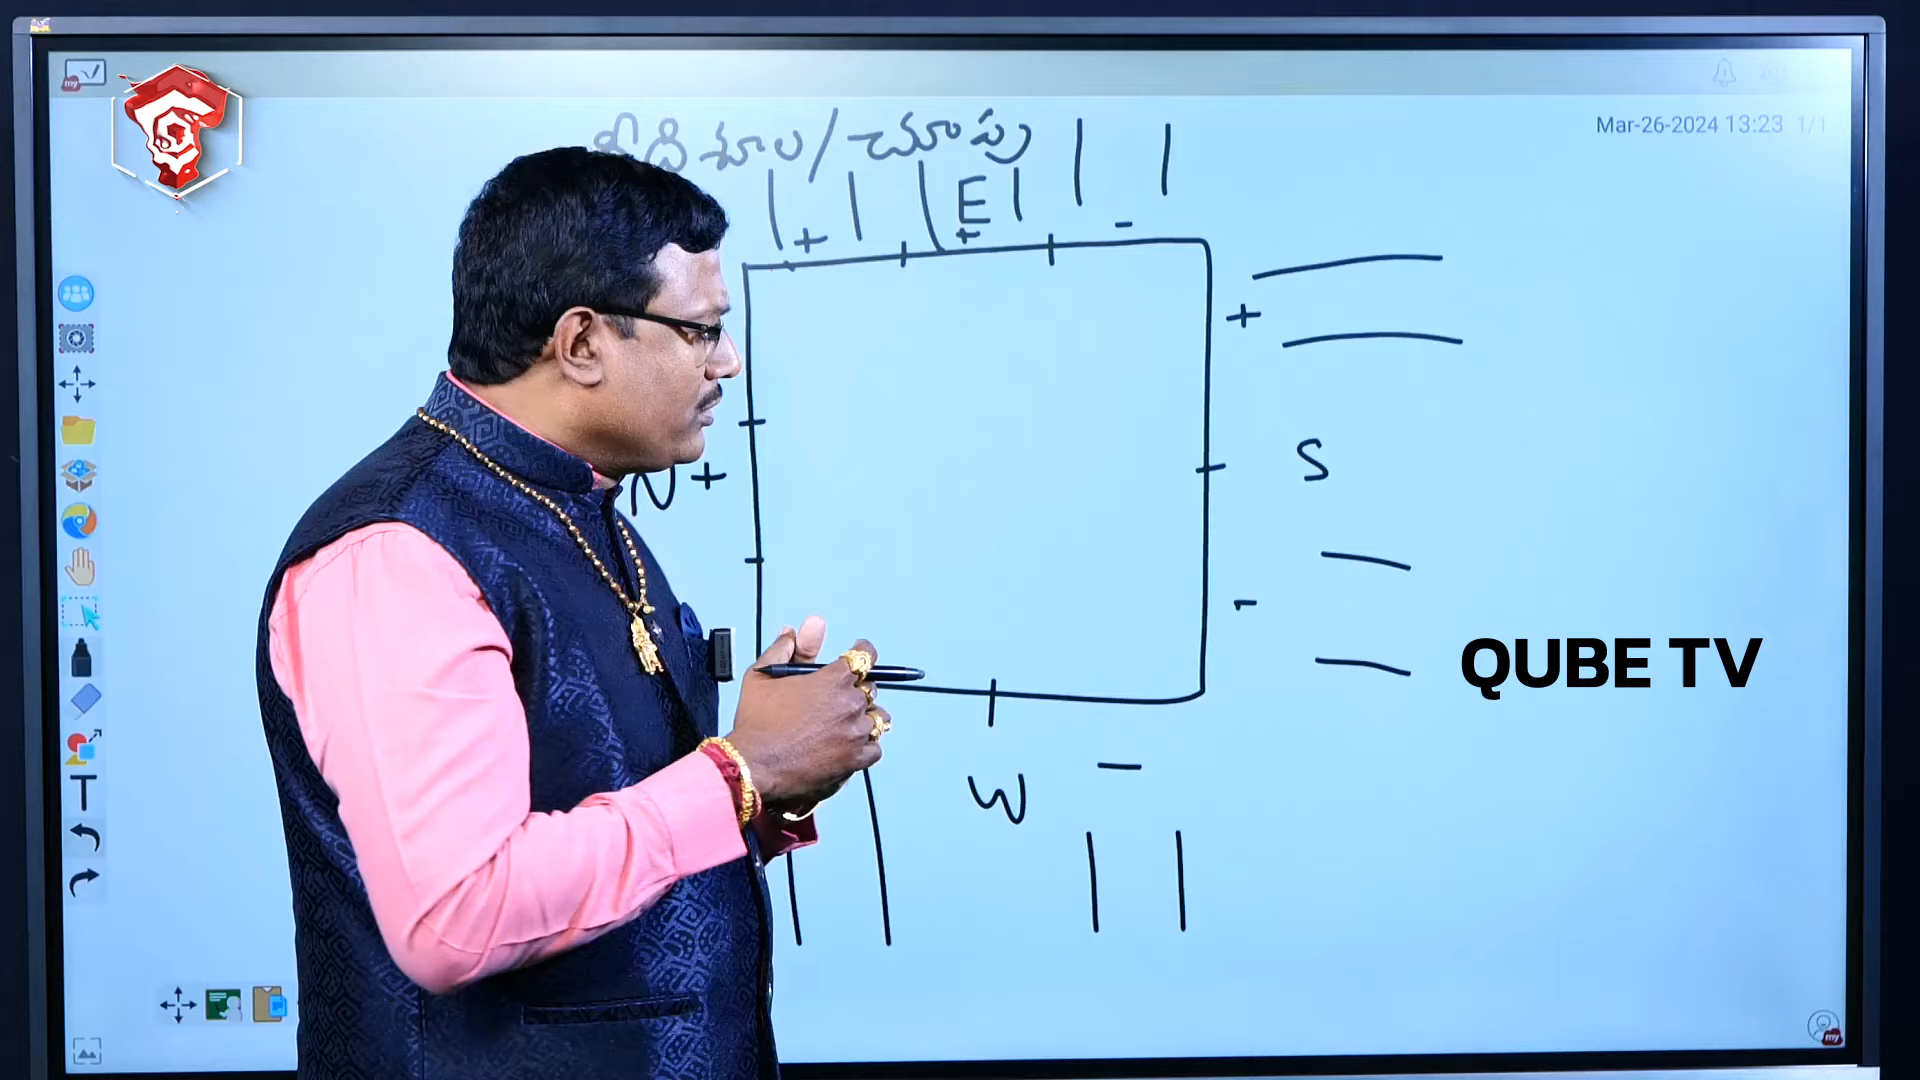 Mar-26-2024 13:23 1/1
వీధిశూల/చూపు
E
+ + -
+
N +
S
-
QUBE TV
W
-
T